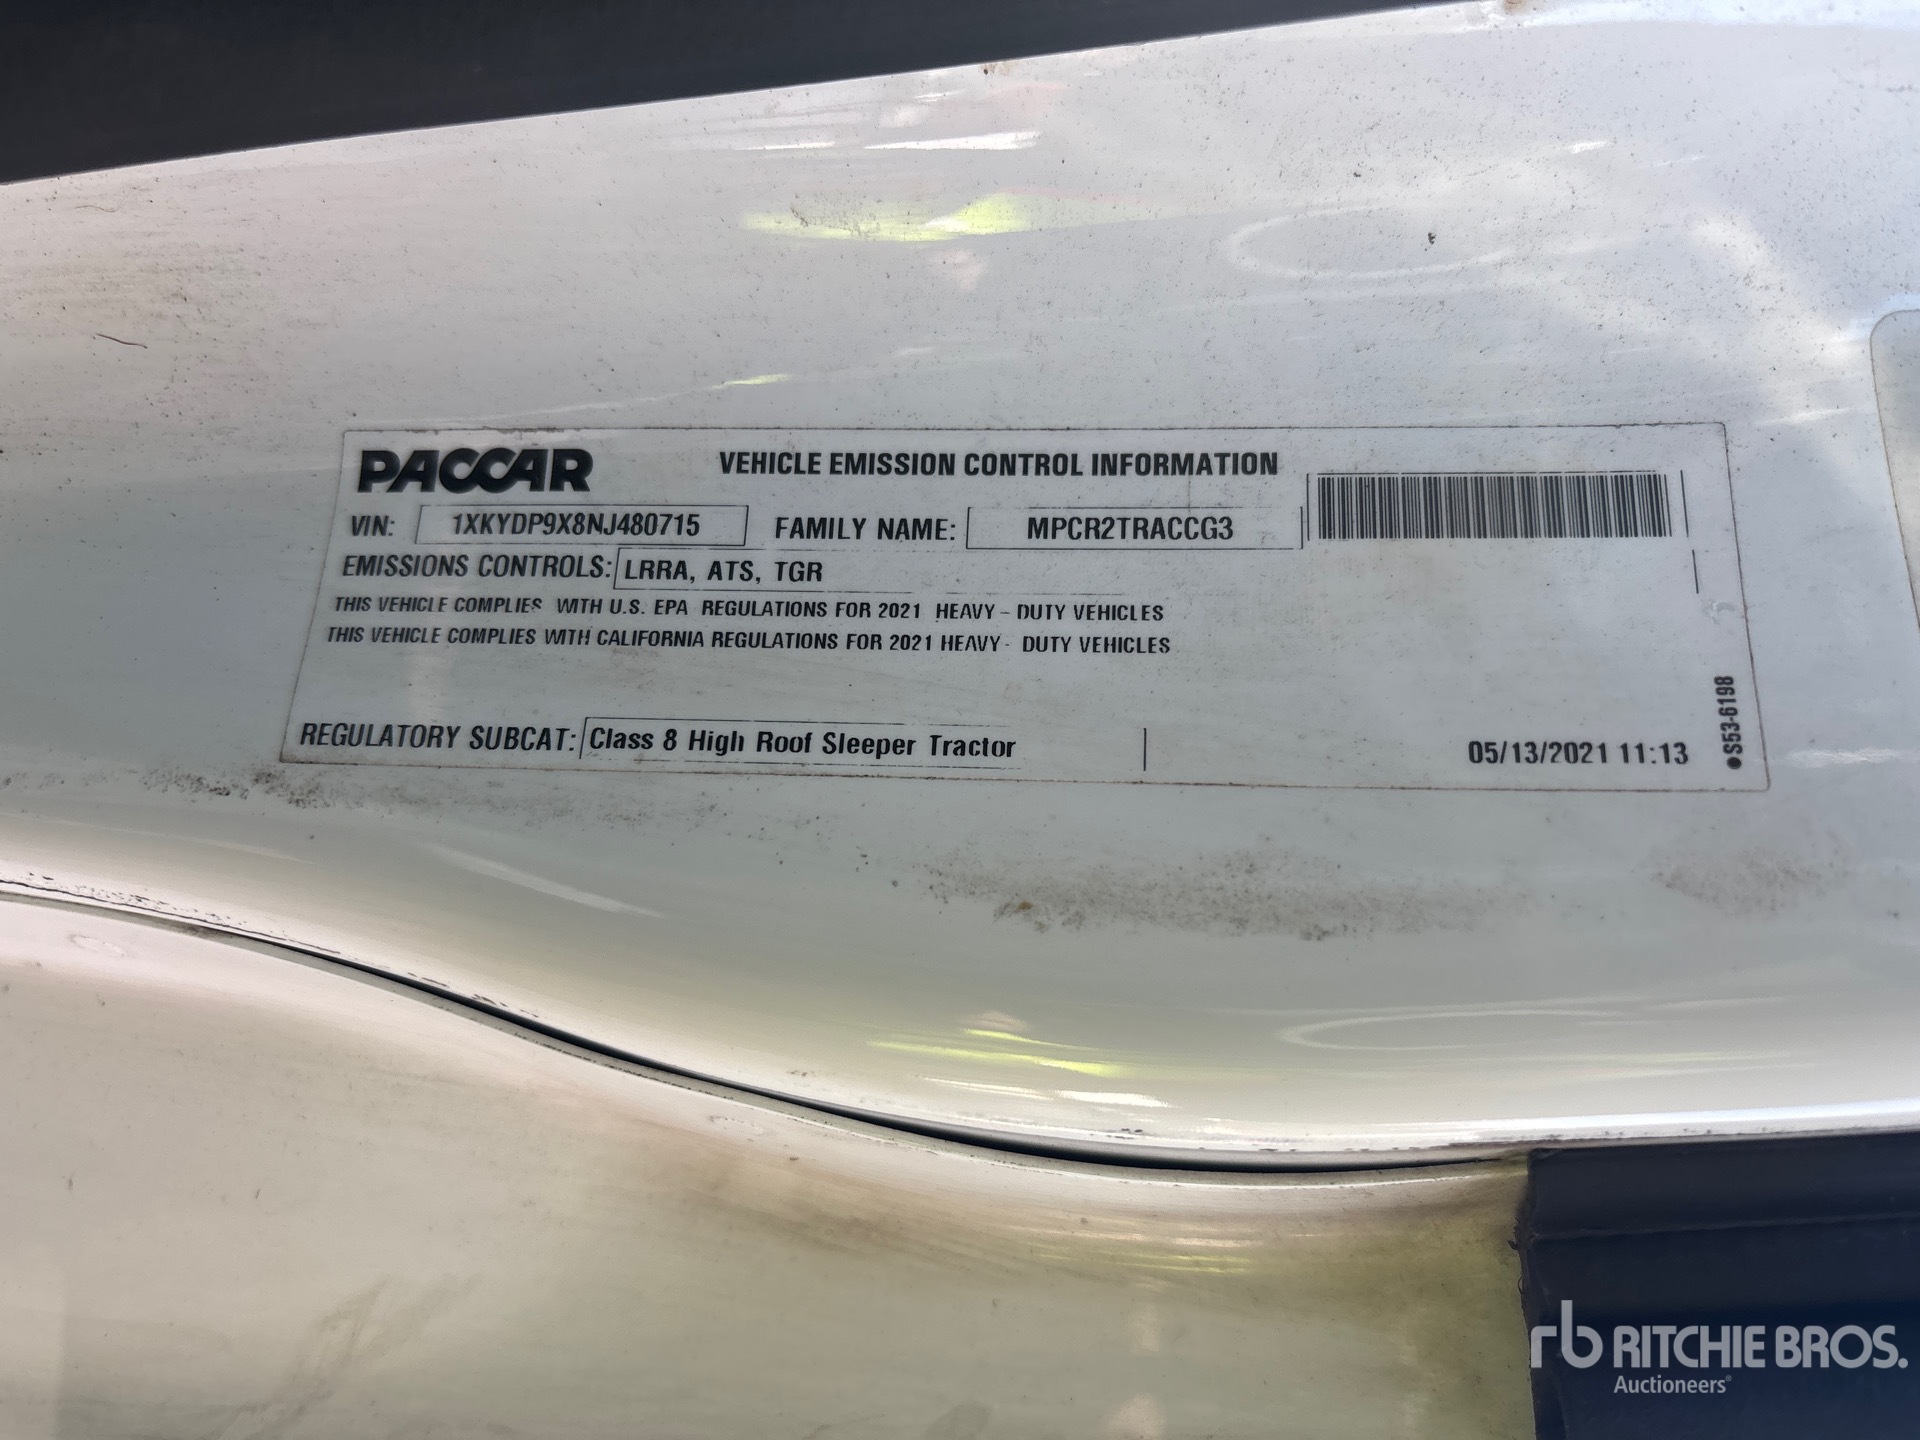 PACCAR VEHICLE EMISSION CONTROL INFORMATION
VIN: 1XKYDP9X8NJ480715 FAMILY NAME: MPCR2TRACCG3
EMISSIONS CONTROLS: LRRA, ATS, TGR
THIS VEHICLE COMPLIES WITH U.S. EPA REGULATIONS FOR 2021 HEAVY - DUTY VEHICLES
THIS VEHICLE COMPLIES WITH CALIFORNIA REGULATIONS FOR 2021 HEAVY - DUTY VEHICLES
REGULATORY SUBCAT: Class 8 High Roof Sleeper Tractor
05/13/2021 11:13
●S53-6198
rb RITCHIE BROS.
Auctioneers®